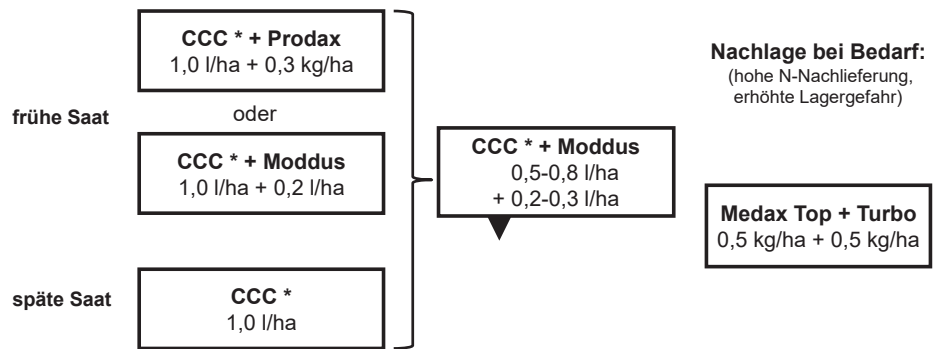 frühe Saat
CCC * + Prodax
1,0 l/ha + 0,3 kg/ha
oder
CCC * + Moddus
1,0 l/ha + 0,2 l/ha
späte Saat
CCC *
1,0 l/ha
CCC * + Moddus
0,5-0,8 l/ha
+ 0,2-0,3 l/ha
Nachlage bei Bedarf:
(hohe N-Nachlieferung,
erhöhte Lagergefahr)
Medax Top + Turbo
0,5 kg/ha + 0,5 kg/ha